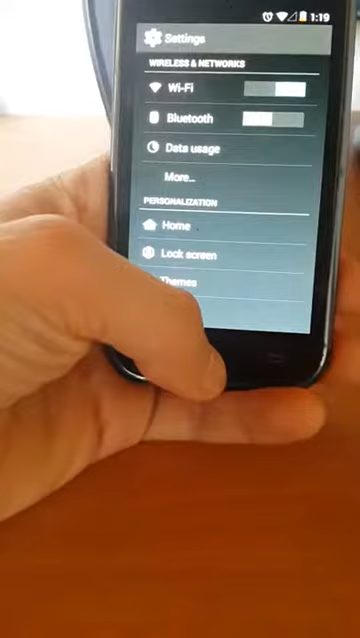 1:19
Settings
WIRELESS & NETWORKS
Wi-Fi
Bluetooth
Data usage
More...
PERSONALIZATION
Home
Lock screen
Themes